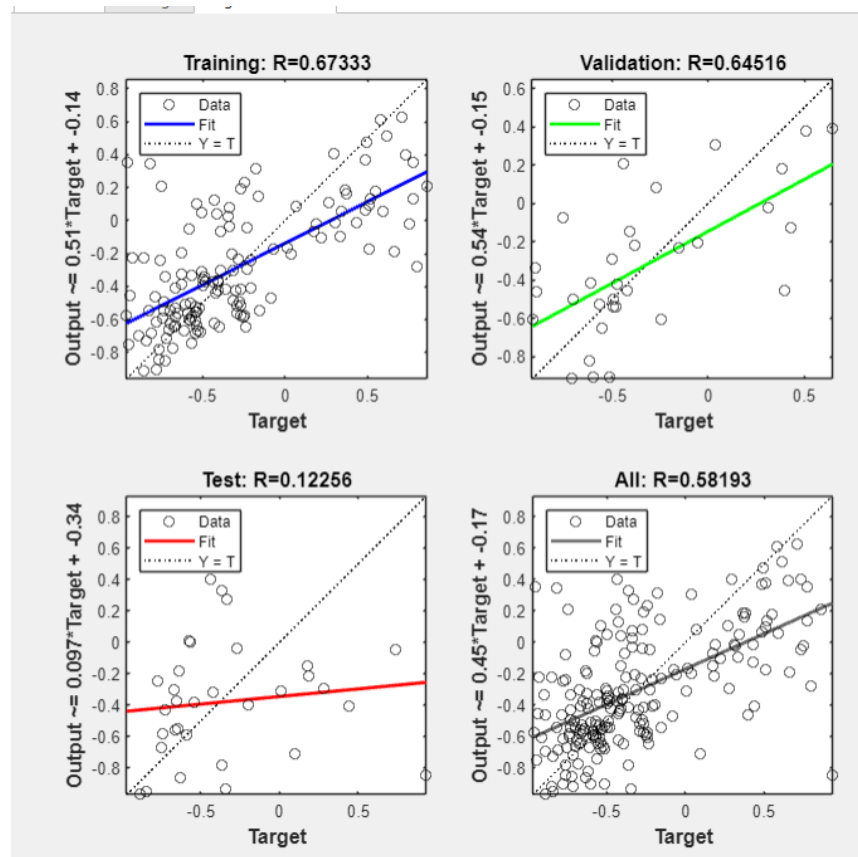 Training: R=0.67333
Output ~= 0.51*Target + -0.14
0.8
0.6
0.4
0.2
0
-0.2
-0.4
-0.6
-0.8
Data
Fit
Y = T
-0.5
0
0.5
Target
Validation: R=0.64516
Output ~= 0.54*Target + -0.15
0.6
0.4
0.2
0
-0.2
-0.4
-0.6
-0.8
Data
Fit
Y = T
-0.5
0
0.5
Target
Test: R=0.12256
Output ~= 0.097*Target + -0.34
0.8
0.6
0.4
0.2
0
-0.2
-0.4
-0.6
-0.8
Data
Fit
Y = T
-0.5
0
0.5
Target
All: R=0.58193
Output ~= 0.45*Target + -0.17
0.8
0.6
0.4
0.2
0
-0.2
-0.4
-0.6
-0.8
Data
Fit
Y = T
-0.5
0
0.5
Target